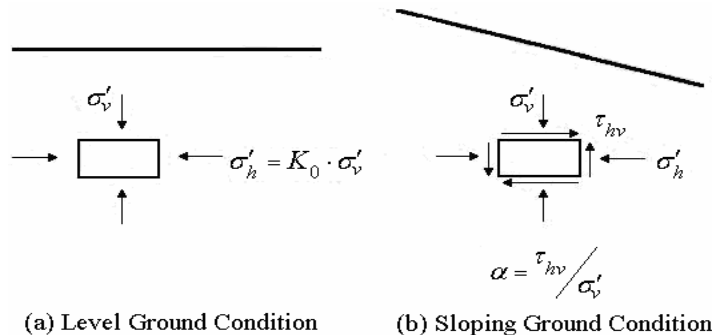 σ′v
σ′h = K0 · σ′v
(a) Level Ground Condition
σ′v
τhv
σ′h
α = τhv / σ′v
(b) Sloping Ground Condition